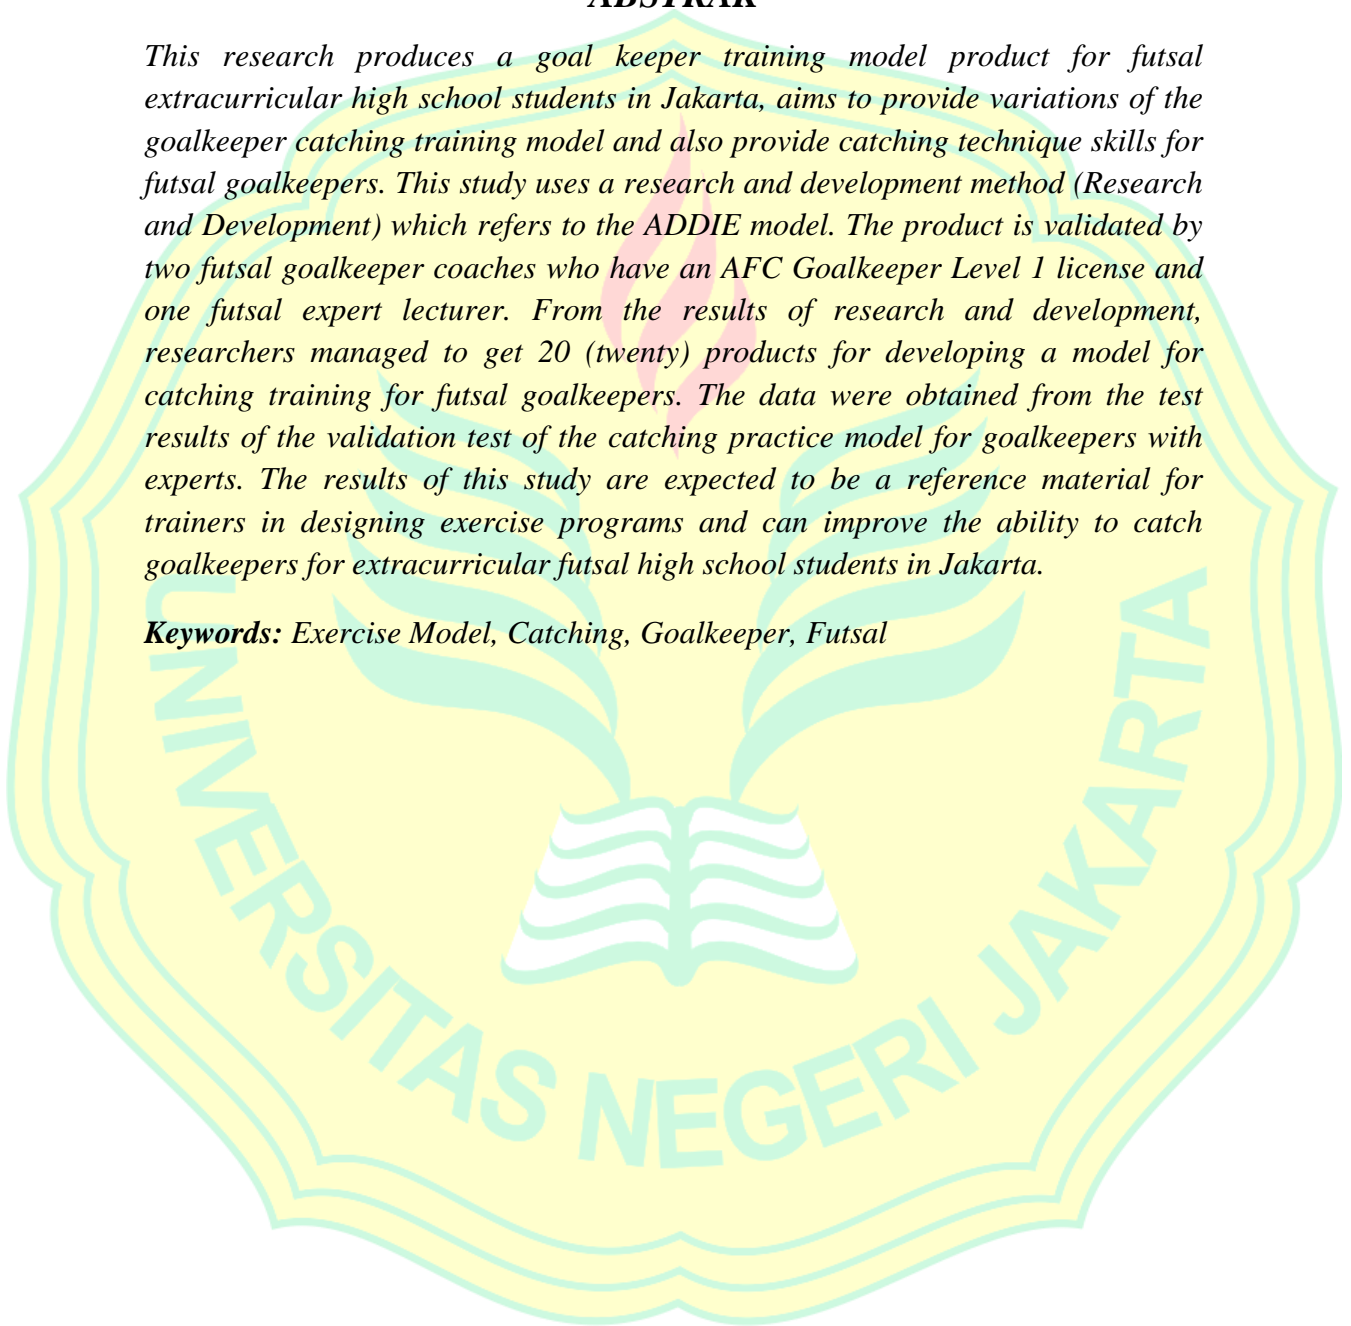 ABSTRAK
This research produces a goal keeper training model product for futsal
extracurricular high school students in Jakarta, aims to provide variations of the
goalkeeper catching training model and also provide catching technique skills for
futsal goalkeepers. This study uses a research and development method (Research
and Development) which refers to the ADDIE model. The product is validated by
two futsal goalkeeper coaches who have an AFC Goalkeeper Level 1 license and
one futsal expert lecturer. From the results of research and development,
researchers managed to get 20 (twenty) products for developing a model for
catching training for futsal goalkeepers. The data were obtained from the test
results of the validation test of the catching practice model for goalkeepers with
experts. The results of this study are expected to be a reference material for
trainers in designing exercise programs and can improve the ability to catch
goalkeepers for extracurricular futsal high school students in Jakarta.
Keywords: Exercise Model, Catching, Goalkeeper, Futsal
UNIVERSITAS NEGERI JAKARTA